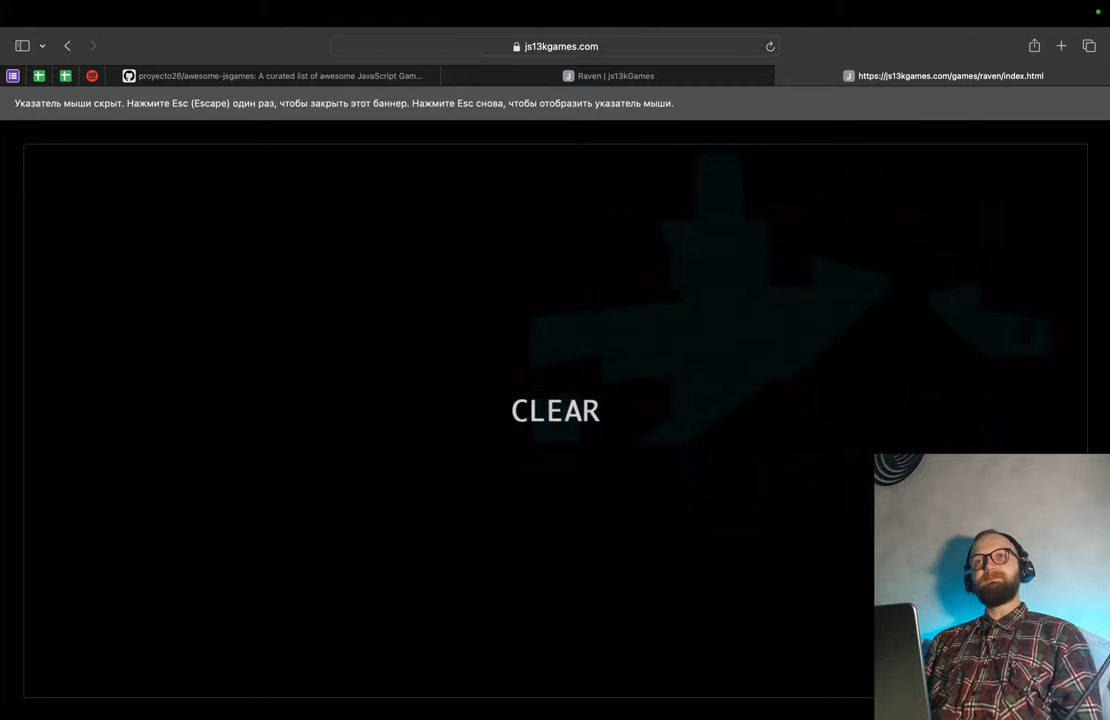 js13kgames.com
proyecto26/awesome-jsgames: A curated list of awesome JavaScript Gam...
J Raven | js13kGames
J https://js13kgames.com/games/raven/index.html
Указатель мыши скрыт. Нажмите Esc (Escape) один раз, чтобы закрыть этот баннер. Нажмите Esc снова, чтобы отобразить указатель мыши.
CLEAR